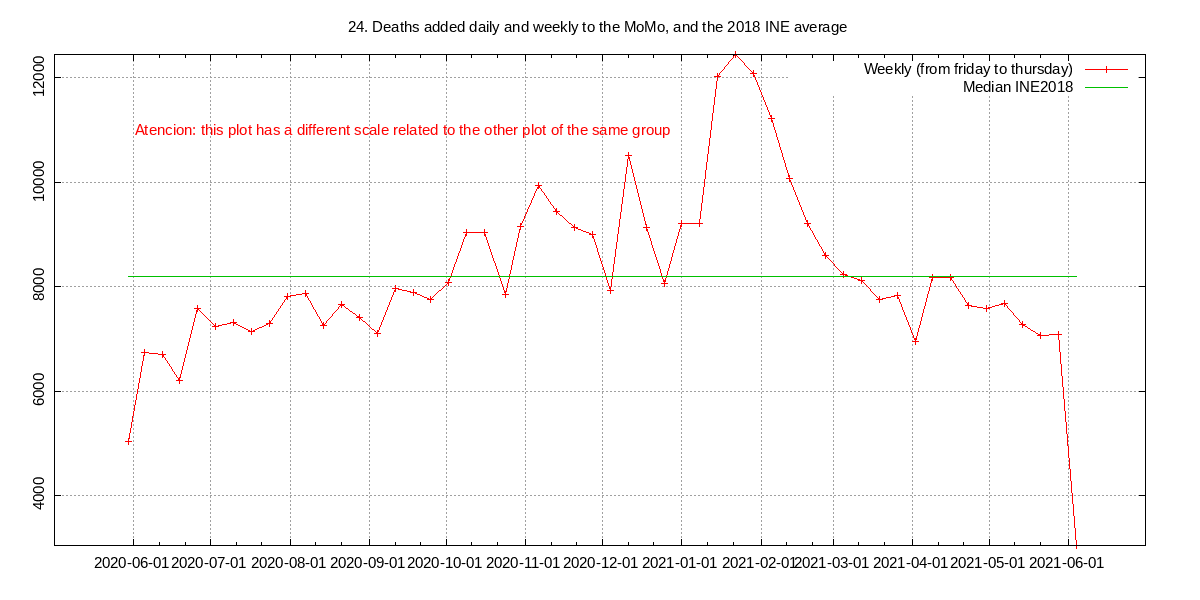 24. Deaths added daily and weekly to the MoMo, and the 2018 INE average
12000
Weekly (from friday to thursday)
Median INE2018
Atencion: this plot has a different scale related to the other plot of the same group
10000
8000
6000
4000
2020-06-01 2020-07-01 2020-08-01 2020-09-01 2020-10-01 2020-11-01 2020-12-01 2021-01-01 2021-02-01 2021-03-01 2021-04-01 2021-05-01 2021-06-01